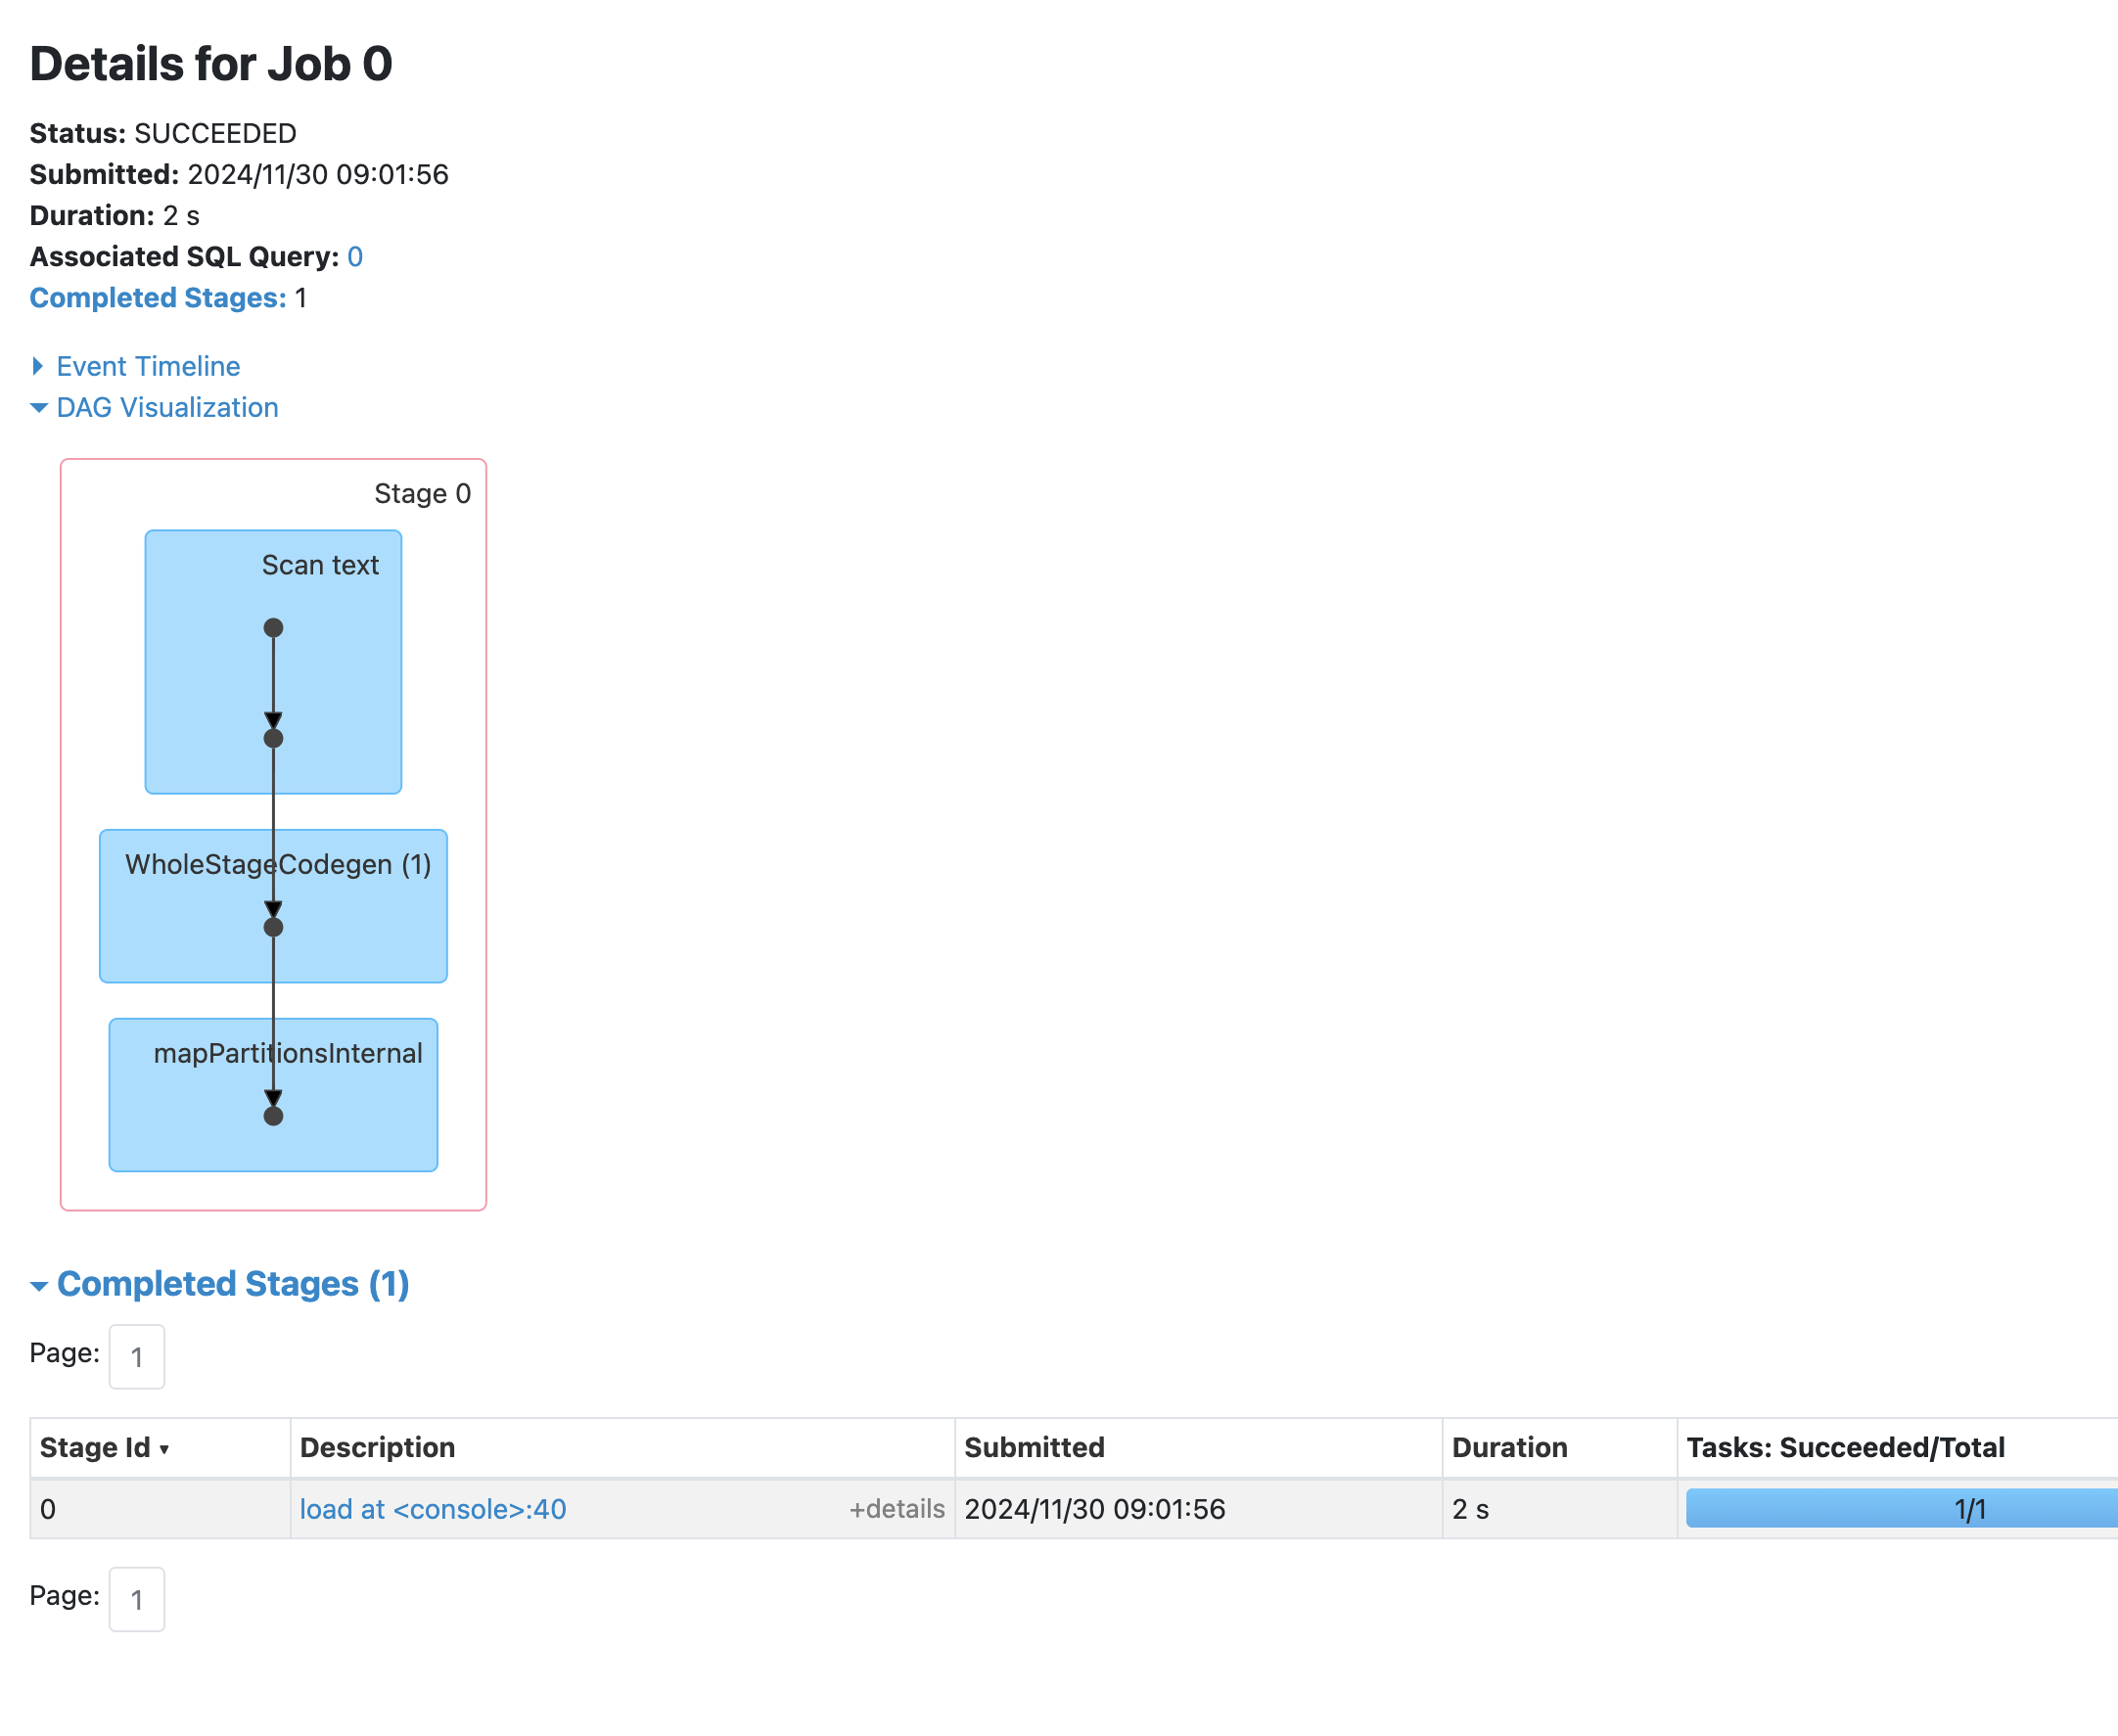 Details for Job 0
Status: SUCCEEDED
Submitted: 2024/11/30 09:01:56
Duration: 2 s
Associated SQL Query: 0
Completed Stages: 1
Event Timeline
DAG Visualization
Stage 0
Scan text
WholeStageCodegen (1)
mapPartitionsInternal
Completed Stages (1)
Page: 1
Stage Id ▾ Description Submitted Duration Tasks: Succeeded/Total
0 load at <console>:40 +details 2024/11/30 09:01:56 2 s 1/1
Page: 1